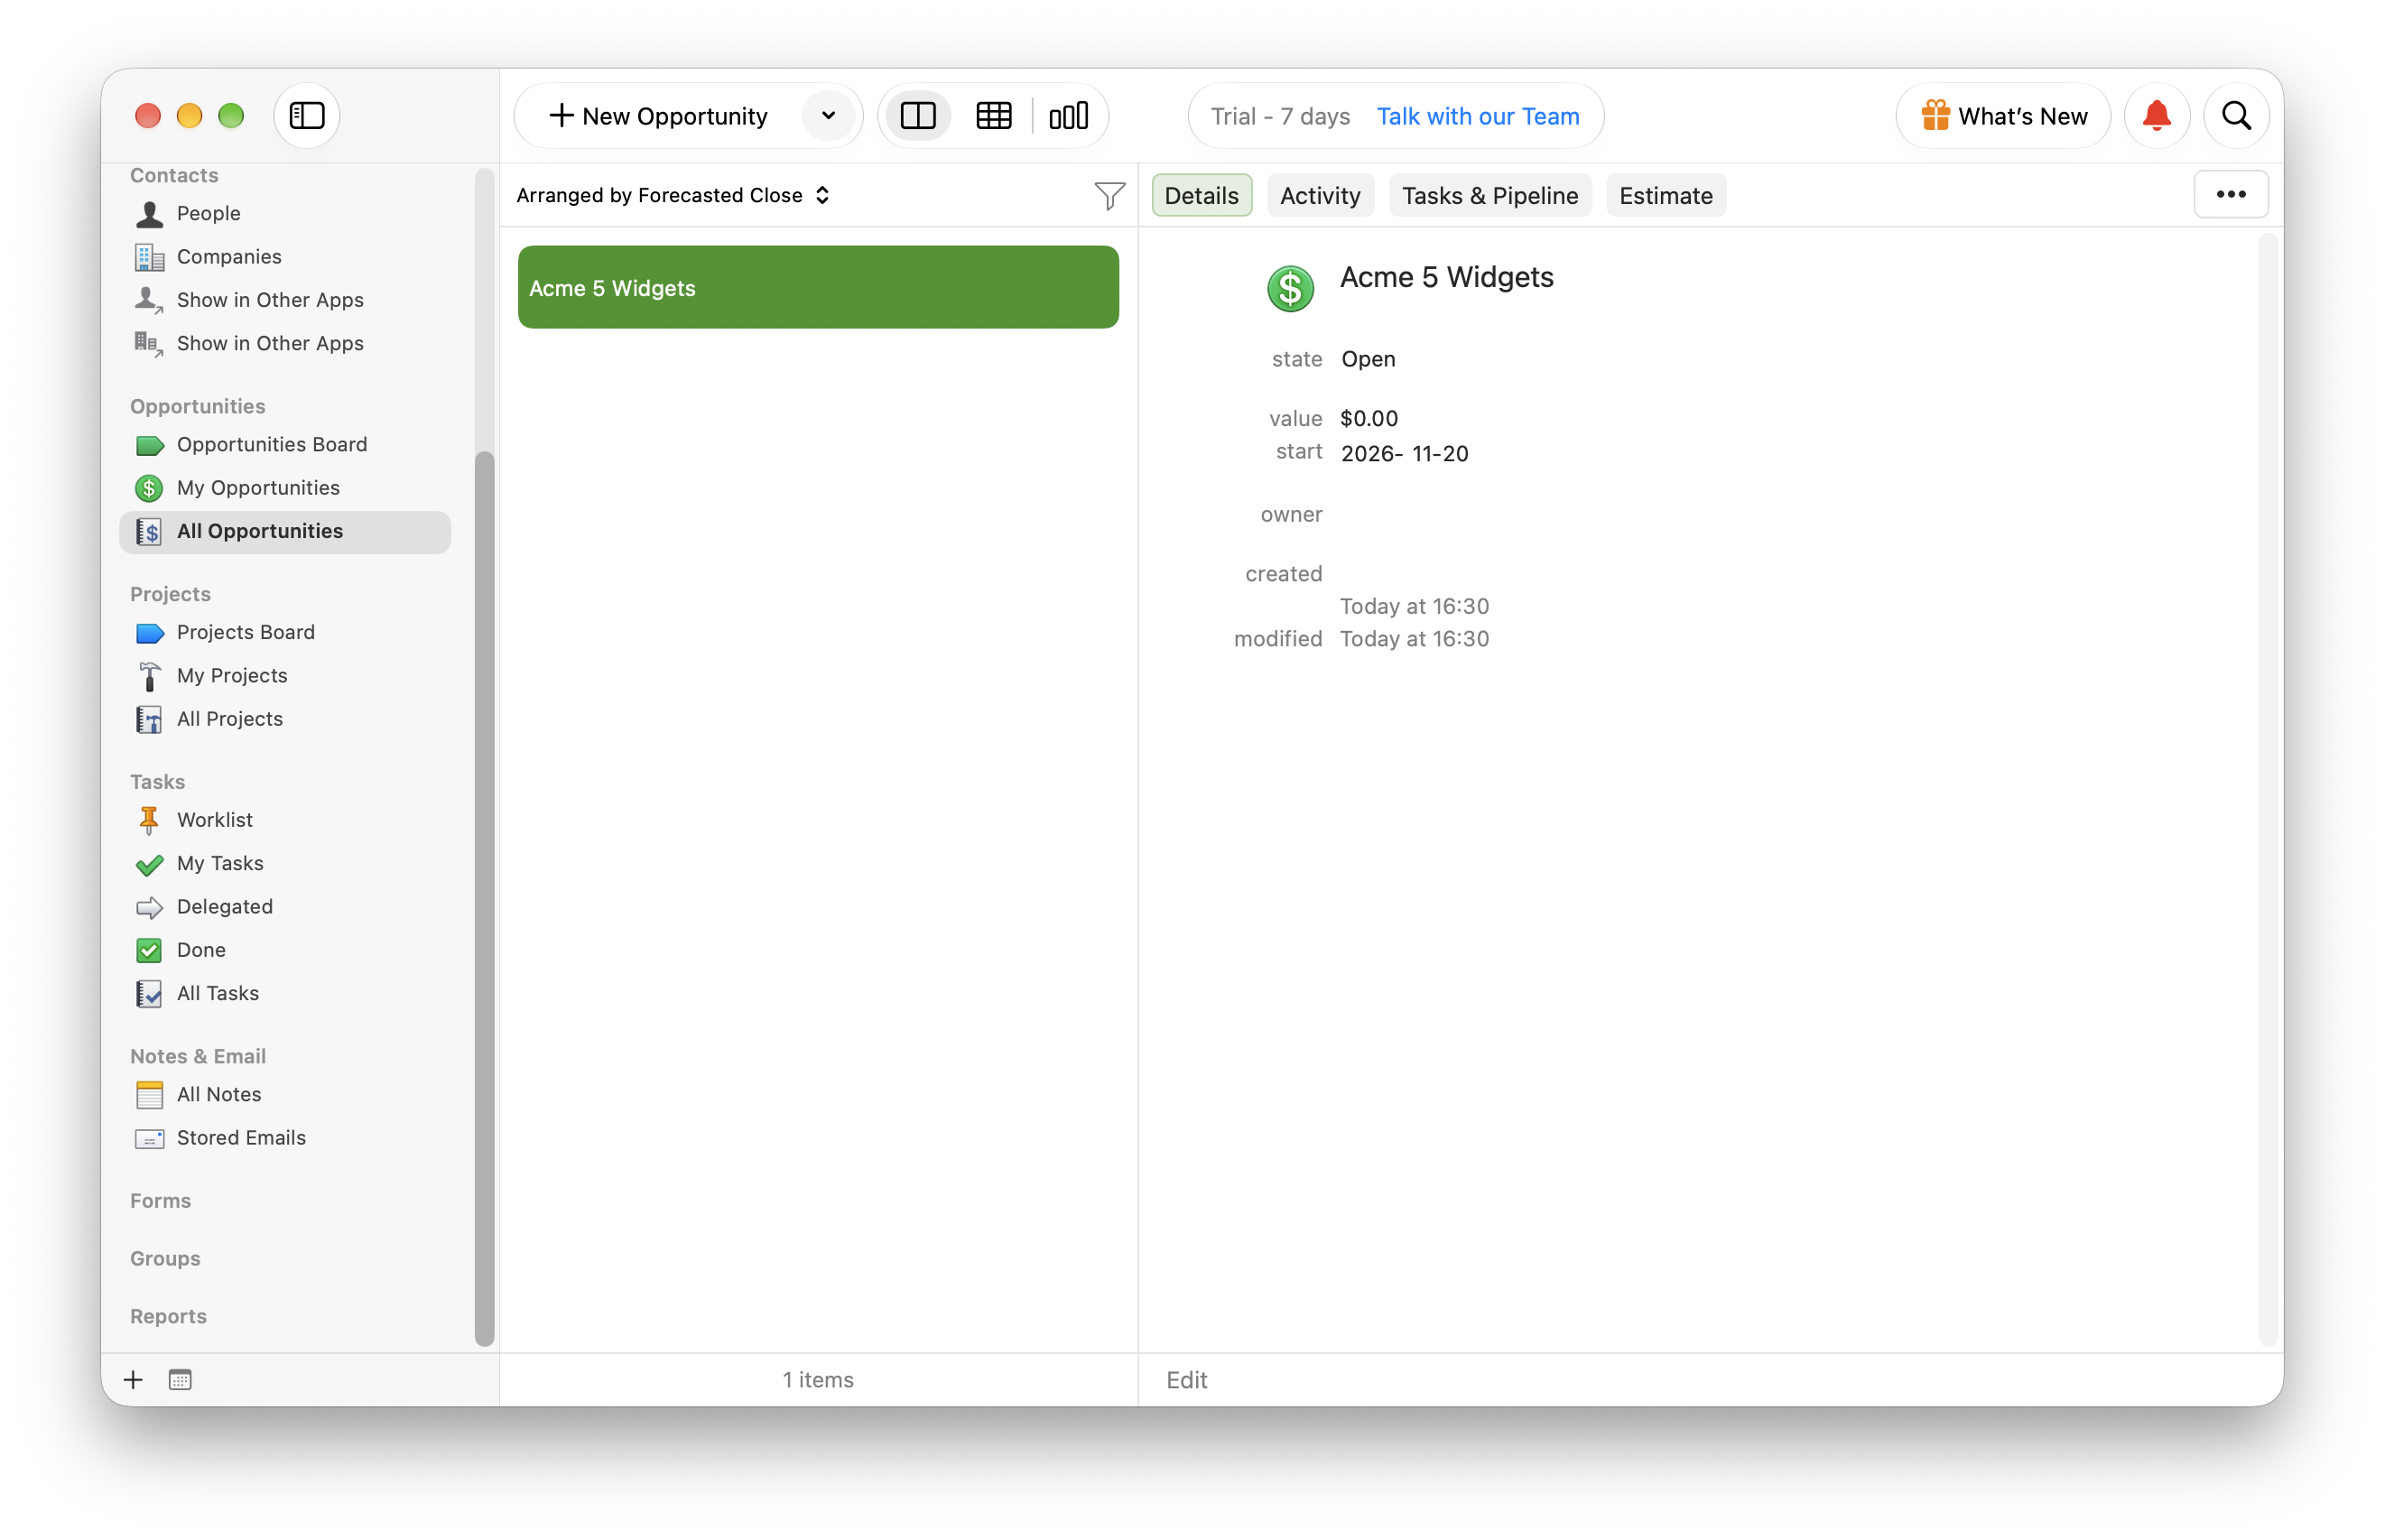 New Opportunity
Trial - 7 days Talk with our Team
What's New
Contacts
People
Companies
Show in Other Apps
Show in Other Apps
Opportunities
Opportunities Board
My Opportunities
All Opportunities
Projects
Projects Board
My Projects
All Projects
Tasks
Worklist
My Tasks
Delegated
Done
All Tasks
Notes & Email
All Notes
Stored Emails
Forms
Groups
Reports
Arranged by Forecasted Close
Acme 5 Widgets
1 items
Details Activity Tasks & Pipeline Estimate
Acme 5 Widgets
state Open
value $0.00
start 2026- 11-20
owner
created
Today at 16:30
modified Today at 16:30
Edit